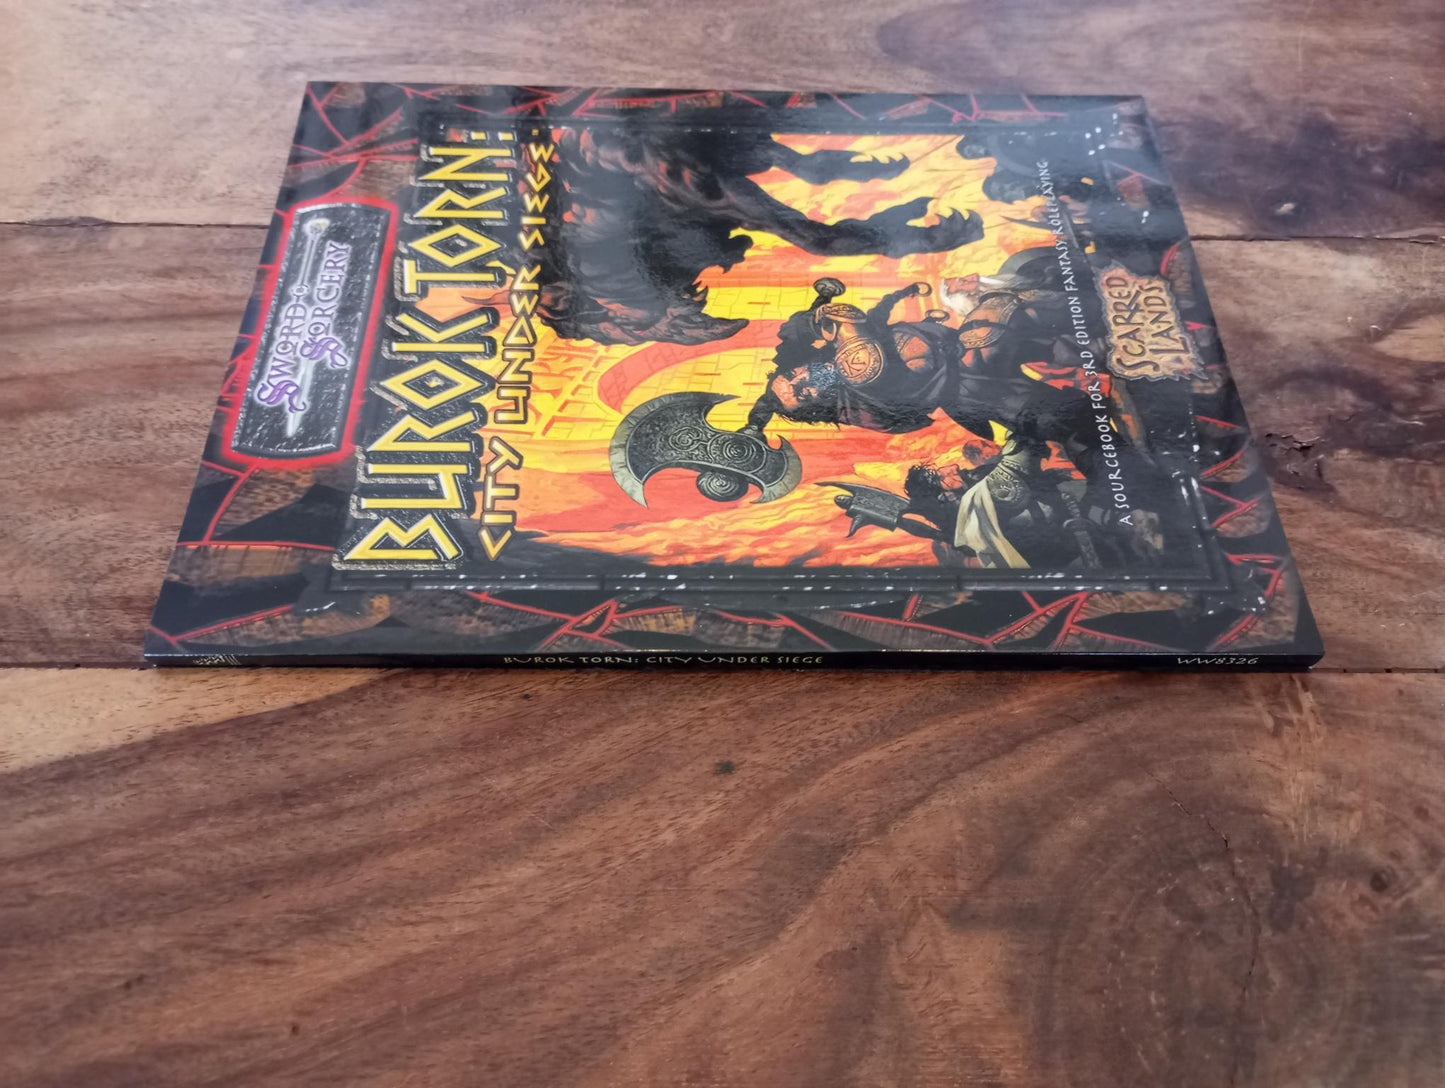 SWORD
SORCERY
BUROK TORN:
CITY UNDER SIEGE
A SOURCEBOOK FOR 3RD EDITION FANTASY ROLEPLAYING
SCARRED
LANDS
BUROK TORN: CITY UNDER SIEGE
WW8326